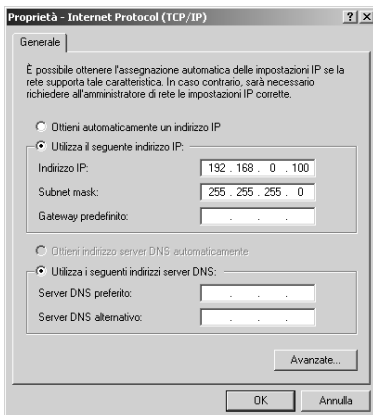 Proprietà - Internet Protocol (TCP/IP)
Generale
È possibile ottenere l'assegnazione automatica delle impostazioni IP se la
rete supporta tale caratteristica. In caso contrario, sarà necessario
richiedere all'amministratore di rete le impostazioni IP corrette.
Ottieni automaticamente un indirizzo IP
Utilizza il seguente indirizzo IP:
Indirizzo IP: 192 . 168 . 0 . 100
Subnet mask: 255 . 255 . 255 . 0
Gateway predefinito: . . .
Ottieni indirizzo server DNS automaticamente
Utilizza i seguenti indirizzi server DNS:
Server DNS preferito: . . .
Server DNS alternativo: . . .
Avanzate...
OK Annulla